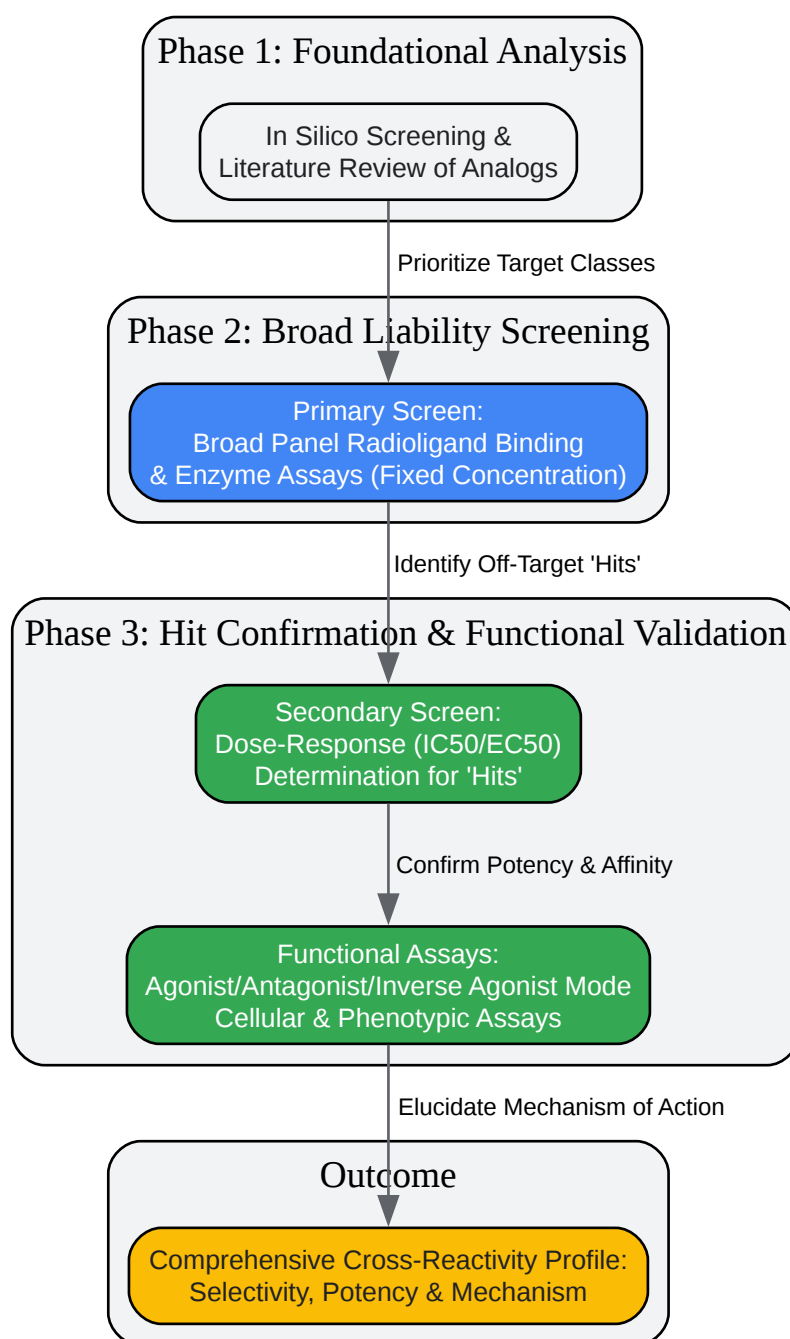 Phase 1: Foundational Analysis
In Silico Screening &
Literature Review of Analogs
Prioritize Target Classes
Phase 2: Broad Liability Screening
Primary Screen:
Broad Panel Radioligand Binding
& Enzyme Assays (Fixed Concentration)
Identify Off-Target 'Hits'
Phase 3: Hit Confirmation & Functional Validation
Secondary Screen:
Dose-Response (IC50/EC50)
Determination for 'Hits'
Confirm Potency & Affinity
Functional Assays:
Agonist/Antagonist/Inverse Agonist Mode
Cellular & Phenotypic Assays
Elucidate Mechanism of Action
Outcome
Comprehensive Cross-Reactivity Profile:
Selectivity, Potency & Mechanism